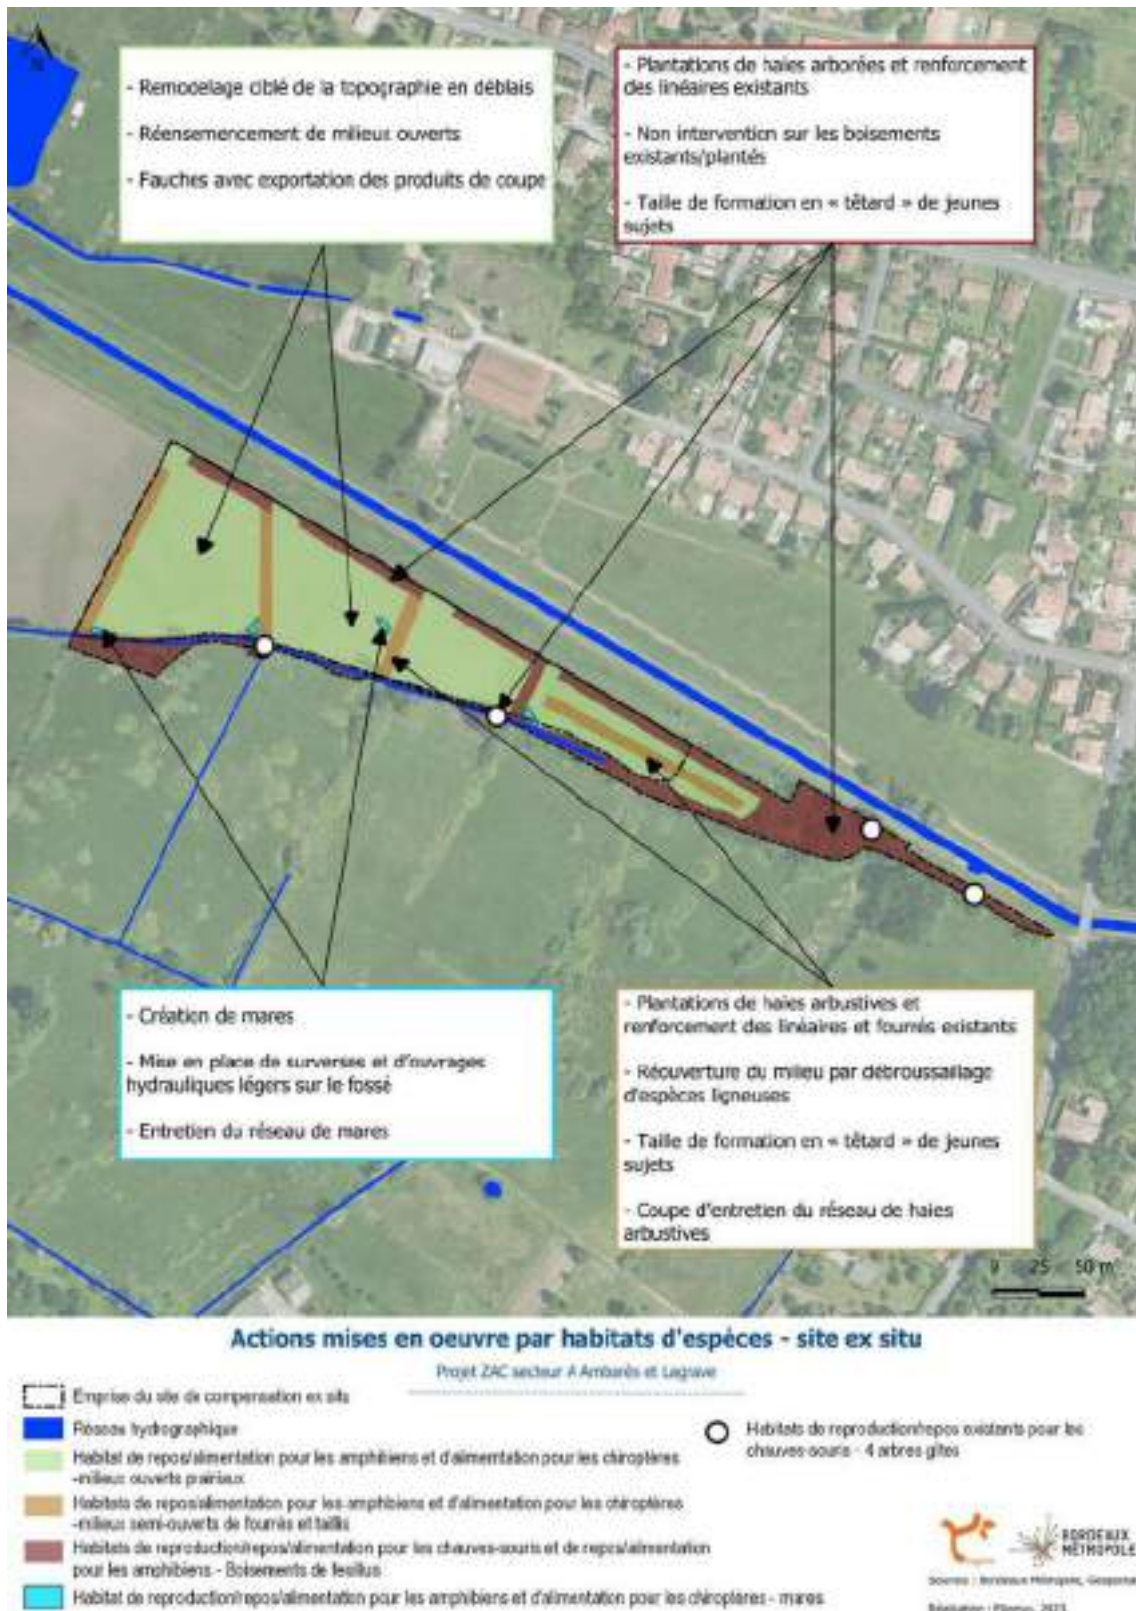 N
- Remodelage ciblé de la topographie en déblais
- Réensemencement de milieux ouverts
- Fauches avec exportation des produits de coupe
- Plantations de haies arborées et renforcement
des linéaires existants
- Non intervention sur les boisements
existants/plantés
- Taille de formation en « têtard » de jeunes
sujets
- Création de mares
- Mise en place de surverses et d'ouvrages
hydrauliques légers sur le fossé
- Entretien du réseau de mares
- Plantations de haies arbustives et
renforcement des linéaires et fourrés existants
- Réouverture du milieu par débroussaillage
d'espèces ligneuses
- Taille de formation en « têtard » de jeunes
sujets
- Coupe d'entretien du réseau de haies
arbustives
0 25 50 m
Actions mises en oeuvre par habitats d'espèces - site ex situ
Projet ZAC secteur A Ambarès et Lagrave
Emprise du site de compensation ex situ
Réseau hydrographique
Habitat de repos/alimentation pour les amphibiens et d'alimentation pour les chiroptères
-milieux ouverts prairiaux
Habitats de repos/alimentation pour les amphibiens et d'alimentation pour les chiroptères
-milieux semi-ouverts de fourrés et taillis
Habitats de reproduction/repos/alimentation pour les chauves-souris et de repos/alimentation
pour les amphibiens - Boisements de feuillus
Habitat de reproduction/repos/alimentation pour les amphibiens et d'alimentation pour les chiroptères - mares
Habitats de reproduction/repos existants pour les
chauves-souris - 4 arbres gîtes
BORDEAUX
MÉTROPOLE
Sources : Bordeaux Métropole, Géoportail
Réalisation : 2023